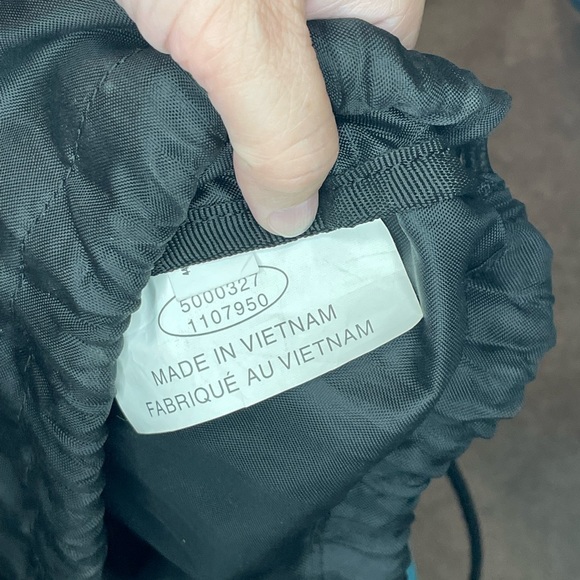 5000327
1107950
MADE IN VIETNAM
FABRIQUÉ AU VIETNAM